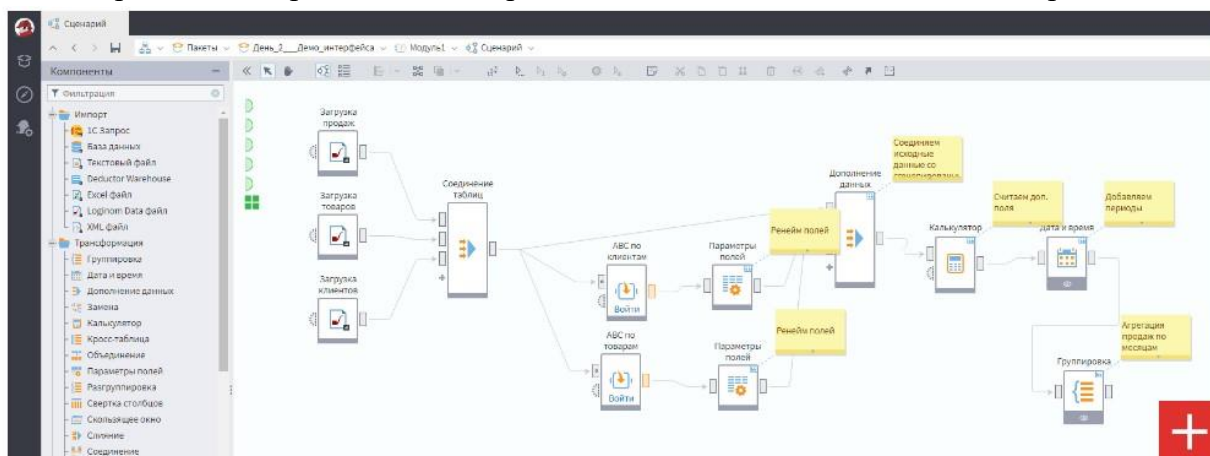 Сценарий
Пакеты
День_2___Демо_интерфейса
Модуль1
Сценарий
Компоненты
Фильтрация
Импорт
1С Запрос
База данных
Текстовый файл
Deductor Warehouse
Excel файл
Loginom Data файл
XML файл
Трансформация
Группировка
Дата и время
Дополнение данных
Замена
Калькулятор
Кросс-таблица
Объединение
Параметры полей
Разгруппировка
Свертка столбцов
Скользящее окно
Слияние
Соединение
Загрузка
продаж
Загрузка
товаров
Загрузка
клиентов
Соединение
таблиц
ABC по
клиентам
Войти
ABC по
товарам
Войти
Параметры
полей
Ренейм полей
Параметры
полей
Ренейм полей
Дополнение
данных
Соединяем
исходные
данные со
Калькулятор
Считаем доп.
поля
Дата и время
Добавляем
периоды
Группировка
Агрегация
продаж по
месяцам